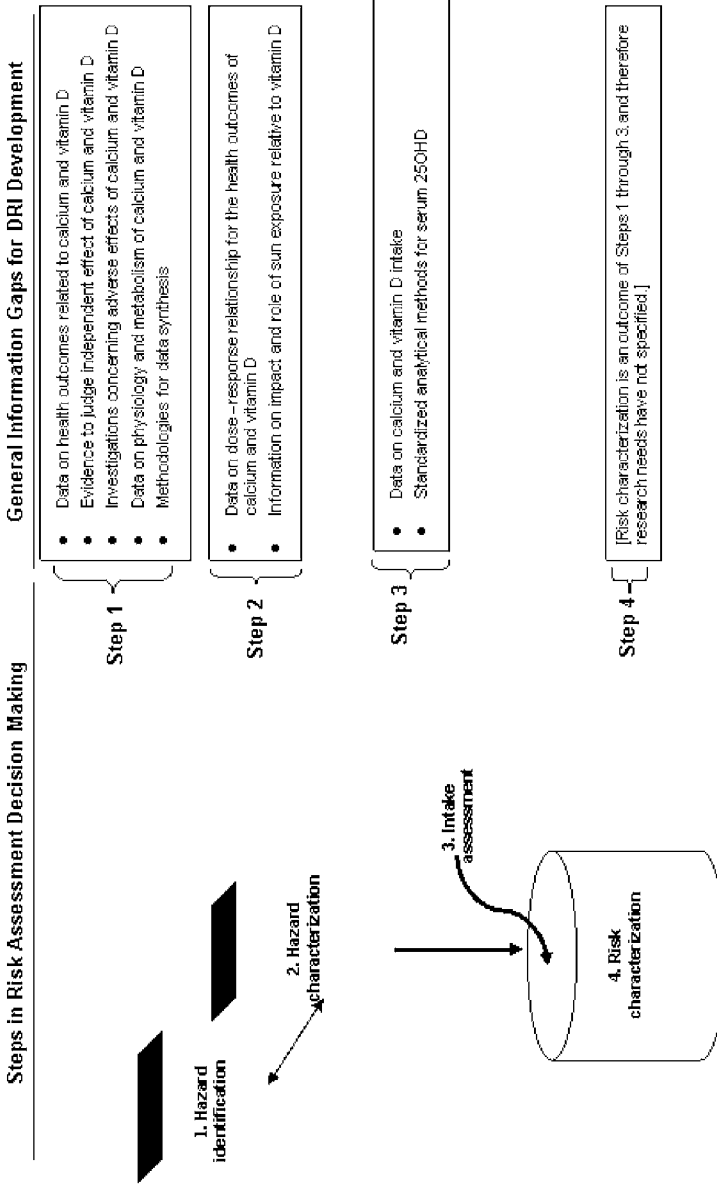 Steps in Risk Assessment Decision Making
General Information Gaps for DRI Development
1. Hazard
identification
2. Hazard
characterization
3. Intake
assessment
4. Risk
characterization
Step 1
● Data on health outcomes related to calcium and vitamin D
● Evidence to judge independent effect of calcium and vitamin D
● Investigations concerning adverse effects of calcium and vitamin D
● Data on physiology and metabolism of calcium and vitamin D
● Methodologies for data synthesis
Step 2
● Data on dose–response relationship for the health outcomes of
calcium and vitamin D
● Information on impact and role of sun exposure relative to vitamin D
Step 3
● Data on calcium and vitamin D intake
● Standardized analytical methods for serum 25OHD
Step 4
[Risk characterization is an outcome of Steps 1 through 3, and therefore
research needs have not specified.]